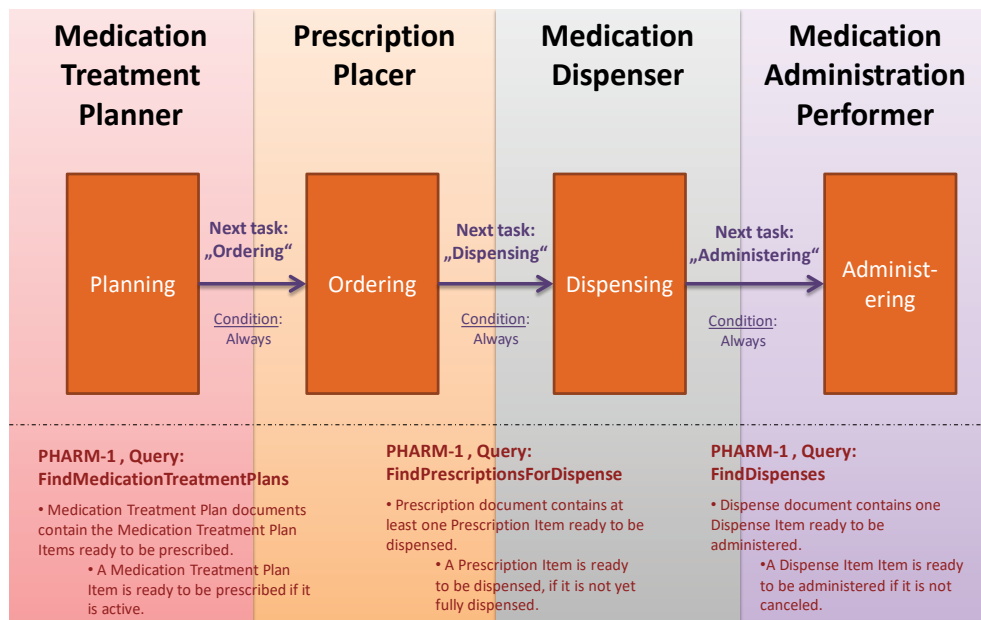 Medication
Treatment
Planner
Prescription
Placer
Medication
Dispenser
Medication
Administration
Performer
Planning
Next task:
„Ordering“
Condition:
Always
Ordering
Next task:
„Dispensing“
Condition:
Always
Dispensing
Next task:
„Administering“
Condition:
Always
Administ-
ering
PHARM-1 , Query:
FindMedicationTreatmentPlans
• Medication Treatment Plan documents
contain the Medication Treatment Plan
Items ready to be prescribed.
• A Medication Treatment Plan
Item is ready to be prescribed if it
is active.
PHARM-1 , Query:
FindPrescriptionsForDispense
• Prescription document contains at
least one Prescription Item ready to be
dispensed.
• A Prescription Item is ready
to be dispensed, if it is not yet
fully dispensed.
PHARM-1 , Query:
FindDispenses
• Dispense document contains one
Dispense Item ready to be
administered.
•A Dispense Item Item is ready
to be administered if it is not
canceled.